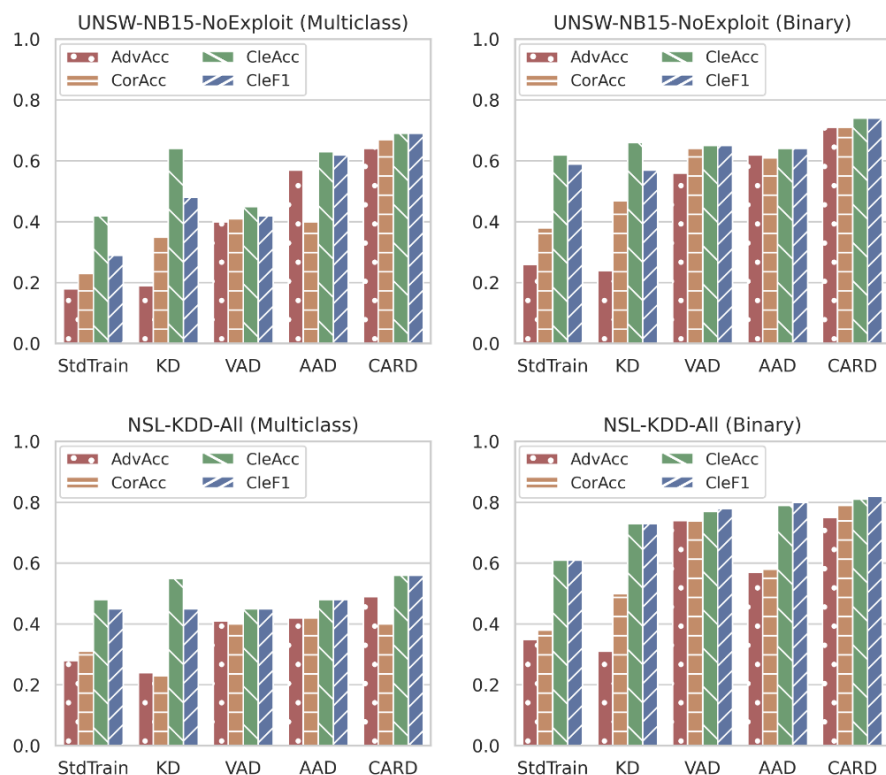 UNSW-NB15-NoExploit (Multiclass)
1.0
0.8
0.6
0.4
0.2
0.0
AdvAcc
CorAcc
CleAcc
CleF1
StdTrain KD VAD AAD CARD
UNSW-NB15-NoExploit (Binary)
1.0
0.8
0.6
0.4
0.2
0.0
AdvAcc
CorAcc
CleAcc
CleF1
StdTrain KD VAD AAD CARD
NSL-KDD-All (Multiclass)
1.0
0.8
0.6
0.4
0.2
0.0
AdvAcc
CorAcc
CleAcc
CleF1
StdTrain KD VAD AAD CARD
NSL-KDD-All (Binary)
1.0
0.8
0.6
0.4
0.2
0.0
AdvAcc
CorAcc
CleAcc
CleF1
StdTrain KD VAD AAD CARD